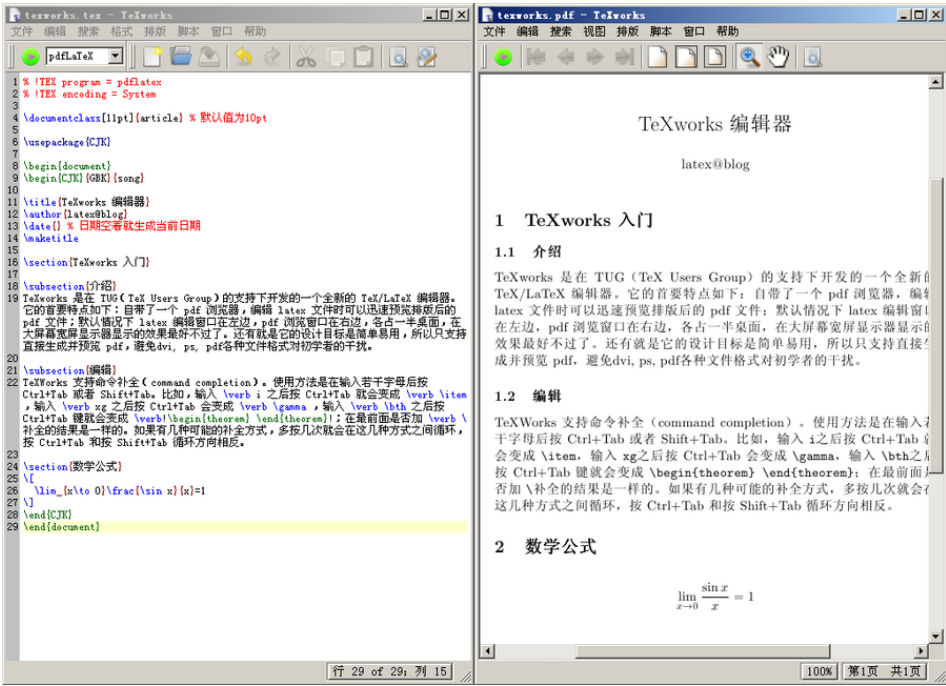 texworks.tex - TeXworks
文件 编辑 搜索 格式 排版 脚本 窗口 帮助
pdfLaTeX
1 % !TEX program = pdflatex
2 % !TEX encoding = System
3
4 \documentclass[11pt]{article} % 默认值为10pt
5
6 \usepackage{CJK}
7
8 \begin{document}
9 \begin{CJK}{GBK}{song}
10
11 \title{TeXworks 编辑器}
12 \author{latex@blog}
13 \date{} % 日期空着就生成当前日期
14 \maketitle
15
16 \section{TeXworks 入门}
17
18 \subsection{介绍}
19 TeXworks 是在 TUG(TeX Users Group)的支持下开发的一个全新的 TeX/LaTeX 编辑器。
它的首要特点如下：自带了一个 pdf 浏览器，编辑 latex 文件时可以迅速预览排版后的
pdf 文件；默认情况下 latex 编辑窗口在左边，pdf 浏览窗口在右边，各占一半桌面，在
大屏幕宽屏显示器显示的效果最好不过了。还有就是它的设计目标是简单易用，所以只支持
直接生成并预览 pdf，避免dvi, ps, pdf各种文件格式对初学者的干扰。
20
21 \subsection{编辑}
22 TeXWorks 支持命令补全(command completion)。使用方法是在输入若干字母后按
Ctrl+Tab 或者 Shift+Tab。比如，输入 \verb i 之后按 Ctrl+Tab 就会变成 \verb \item
，输入 \verb xg 之后按 Ctrl+Tab 会变成 \verb \gamma ，输入 \verb \bth 之后按
Ctrl+Tab 键就会变成 \verb!\begin{theorem} \end{theorem}!；在最前面是否加 \verb \
补全的结果是一样的。如果有几种可能的补全方式，多按几次就会在这几种方式之间循环，
按 Ctrl+Tab 和按 Shift+Tab 循环方向相反。
23
24 \section{数学公式}
25 \[
26 \lim_{x\to 0}\frac{\sin x}{x}=1
27 \]
28 \end{CJK}
29 \end{document}
行 29 of 29; 列 15
texworks.pdf - TeXworks
文件 编辑 搜索 视图 排版 脚本 窗口 帮助
TeXworks 编辑器
latex@blog
1 TeXworks 入门
1.1 介绍
TeXworks 是在 TUG（TeX Users Group）的支持下开发的一个全新的
TeX/LaTeX 编辑器。它的首要特点如下：自带了一个 pdf 浏览器，编辑
latex 文件时可以迅速预览排版后的 pdf 文件；默认情况下 latex 编辑窗口
在左边，pdf 浏览窗口在右边，各占一半桌面，在大屏幕宽屏显示器显示的
效果最好不过了。还有就是它的设计目标是简单易用，所以只支持直接生
成并预览 pdf，避免dvi, ps, pdf各种文件格式对初学者的干扰。
1.2 编辑
TeXWorks 支持命令补全（command completion）。使用方法是在输入若
干字母后按 Ctrl+Tab 或者 Shift+Tab。比如，输入 i之后按 Ctrl+Tab 就
会变成 \item，输入 xg之后按 Ctrl+Tab 会变成 \gamma，输入 \bth之后
按 Ctrl+Tab 键就会变成 \begin{theorem} \end{theorem}；在最前面是
否加 \补全的结果是一样的。如果有几种可能的补全方式，多按几次就会在
这几种方式之间循环，按 Ctrl+Tab 和按 Shift+Tab 循环方向相反。
2 数学公式
lim x→0 sin x / x = 1
100% 第1页 共1页